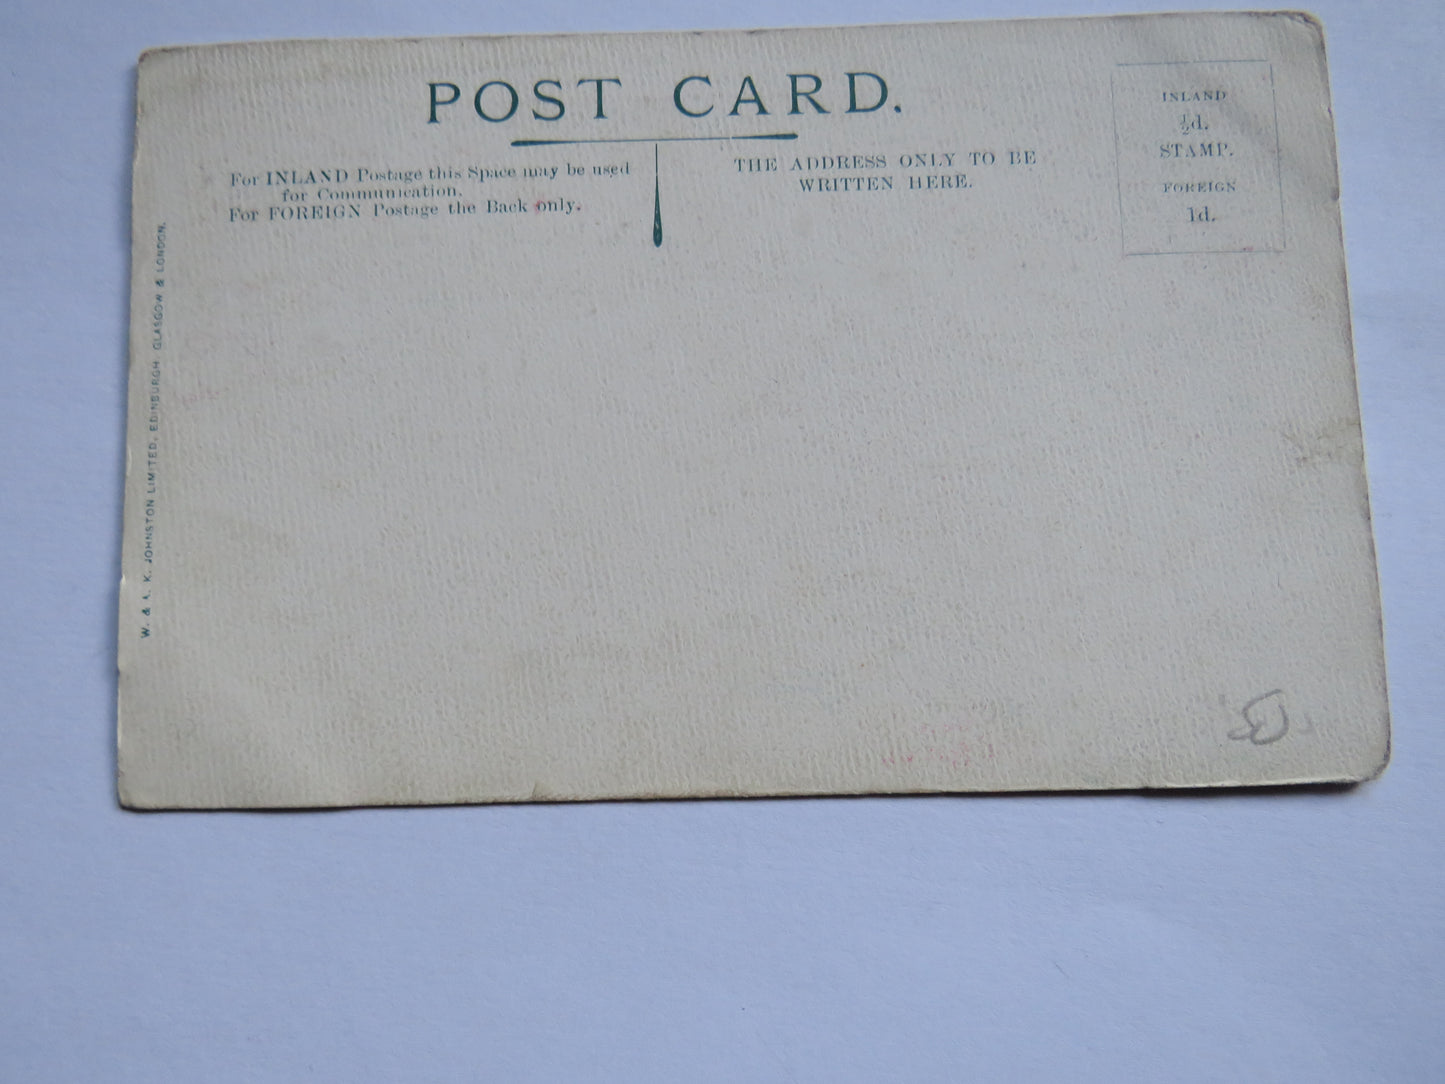 POST CARD.
For INLAND Postage this Space may be used
for Communication.
For FOREIGN Postage the Back only.
THE ADDRESS ONLY TO BE
WRITTEN HERE.
INLAND
½d.
STAMP.
FOREIGN
1d.
W. & A. K. JOHNSTON LIMITED, EDINBURGH, GLASGOW & LONDON.